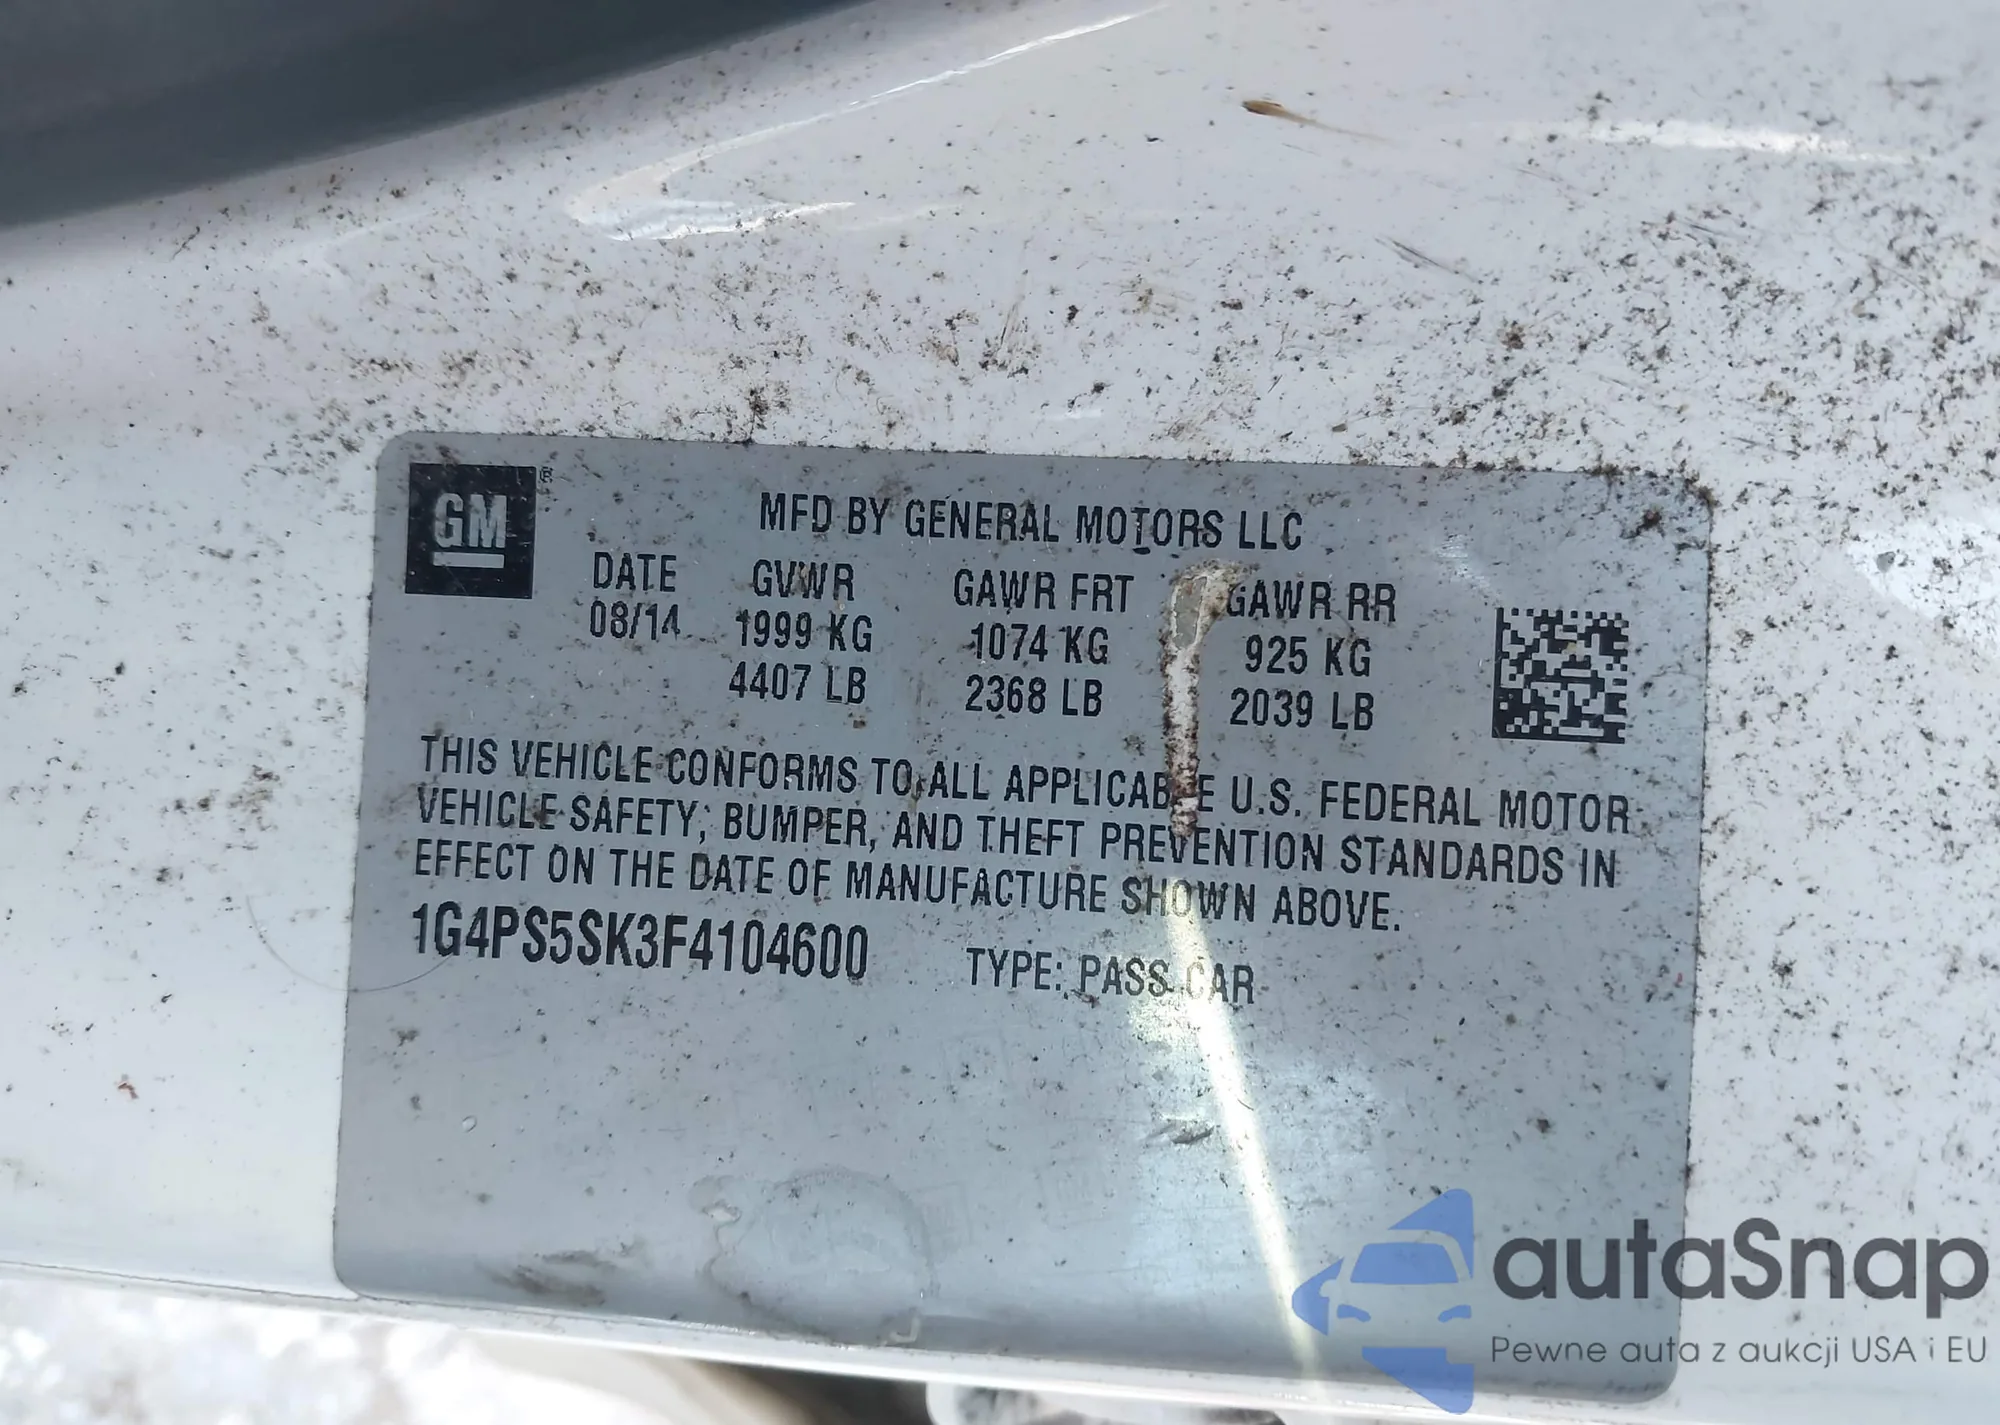 GM ®
MFD BY GENERAL MOTORS LLC
DATE GVWR GAWR FRT GAWR RR
08/14 1999 KG 1074 KG 925 KG
4407 LB 2368 LB 2039 LB
THIS VEHICLE CONFORMS TO ALL APPLICABLE U.S. FEDERAL MOTOR
VEHICLE SAFETY, BUMPER, AND THEFT PREVENTION STANDARDS IN
EFFECT ON THE DATE OF MANUFACTURE SHOWN ABOVE.
1G4PS5SK3F4104600 TYPE: PASS CAR
autaSnap
Pewne auta z aukcji USA i EU